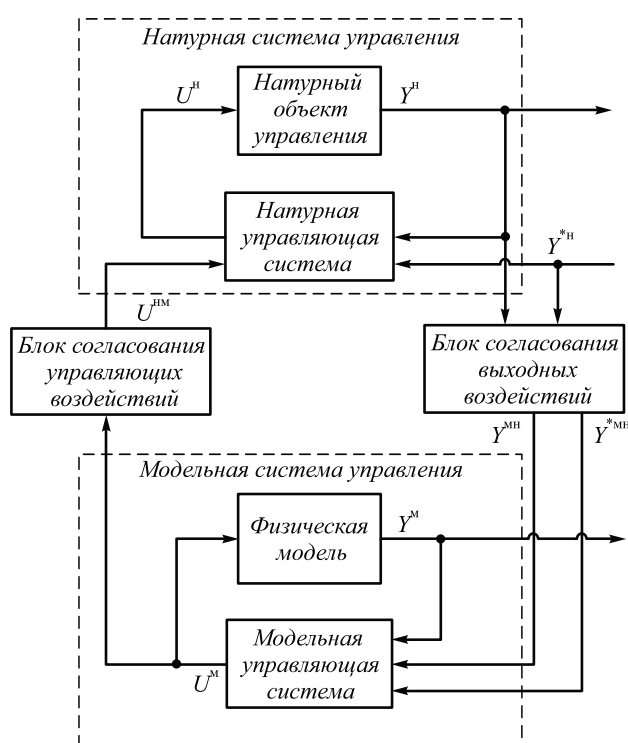 Натурная система управления
Uн
Натурный
объект
управления
Yн
Натурная
управляющая
система
Y*н
Uнм
Блок согласования
управляющих
воздействий
Блок согласования
выходных
воздействий
Yмн
Y*мн
Модельная система управления
Физическая
модель
Yм
Модельная
управляющая
система
Uм